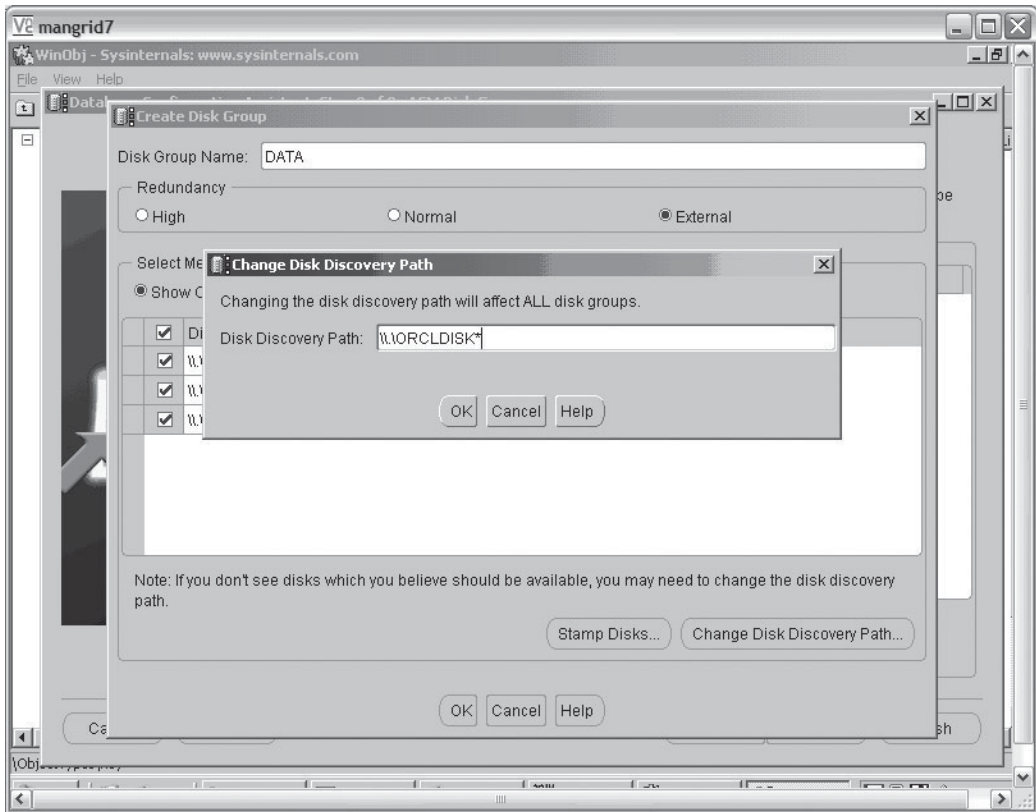 mangrid7
WinObj - Sysinternals: www.sysinternals.com
File View Help
Create Disk Group
Disk Group Name: DATA
Redundancy
High Normal External
Change Disk Discovery Path
Changing the disk discovery path will affect ALL disk groups.
Disk Discovery Path: \\.\ORCLDISK*
OK Cancel Help
Note: If you don't see disks which you believe should be available, you may need to change the disk discovery
path.
Stamp Disks... Change Disk Discovery Path...
OK Cancel Help